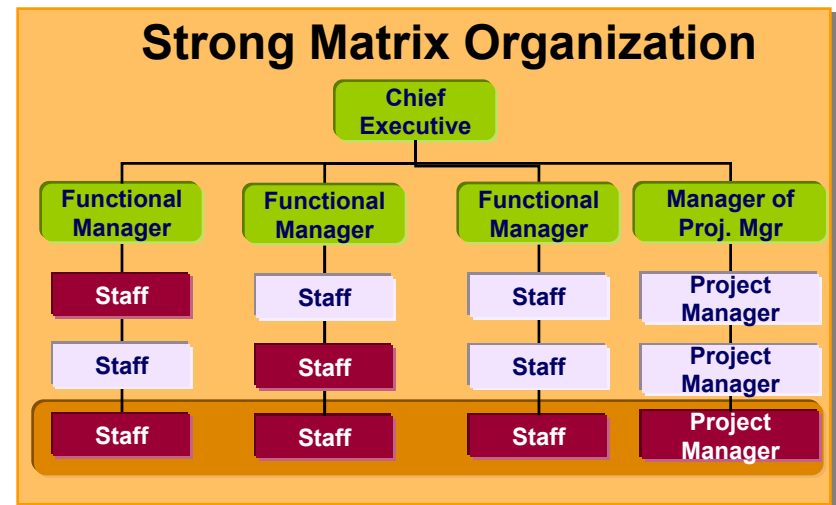 Strong Matrix Organization
Chief
Executive
Functional
Manager
Functional
Manager
Functional
Manager
Manager of
Proj. Mgr
Staff
Staff
Staff
Project
Manager
Staff
Staff
Staff
Project
Manager
Staff
Staff
Staff
Project
Manager